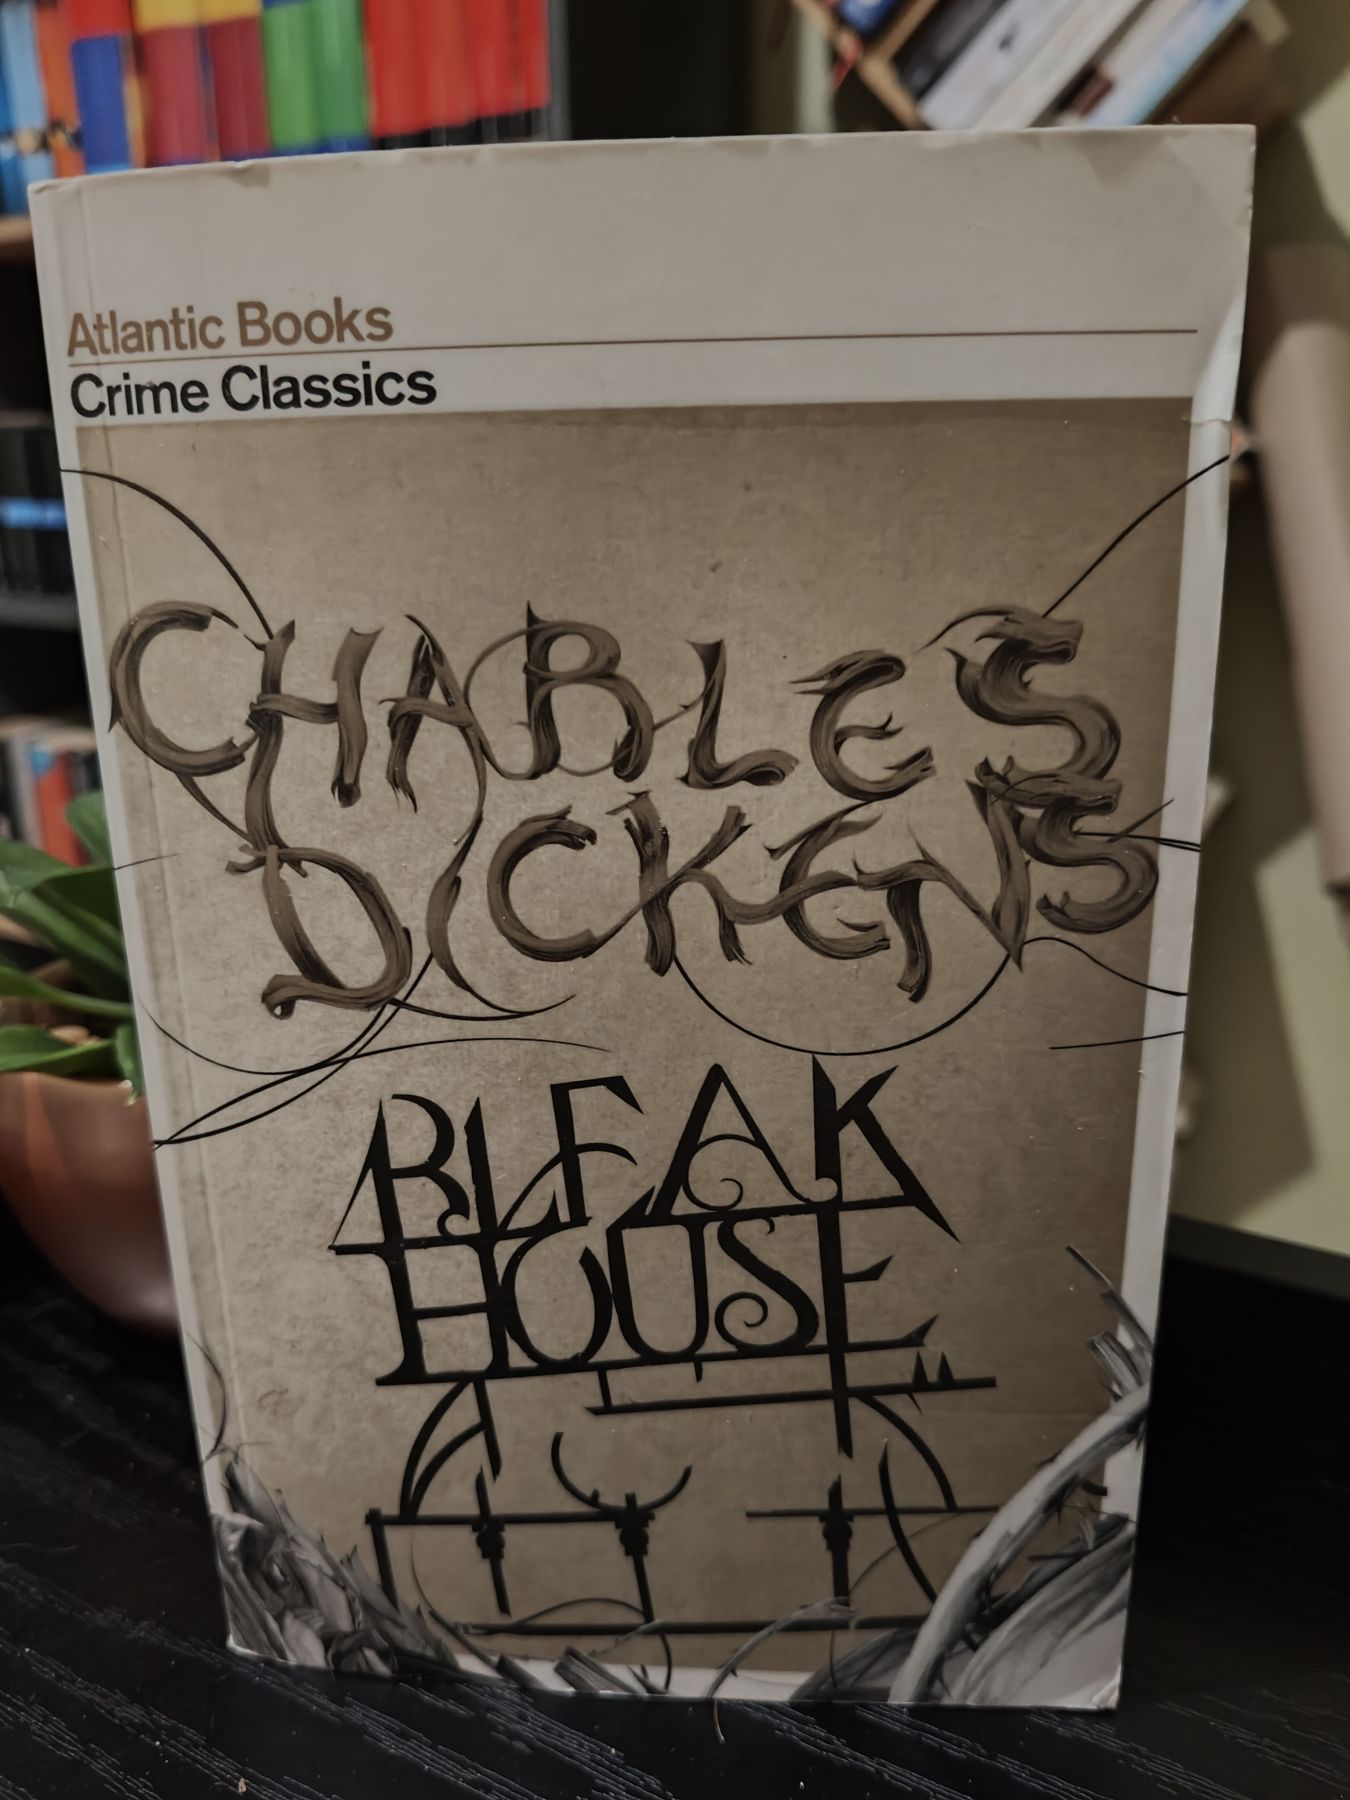 Atlantic Books
Crime Classics
CHARLES
DICKENS
BLEAK
HOUSE